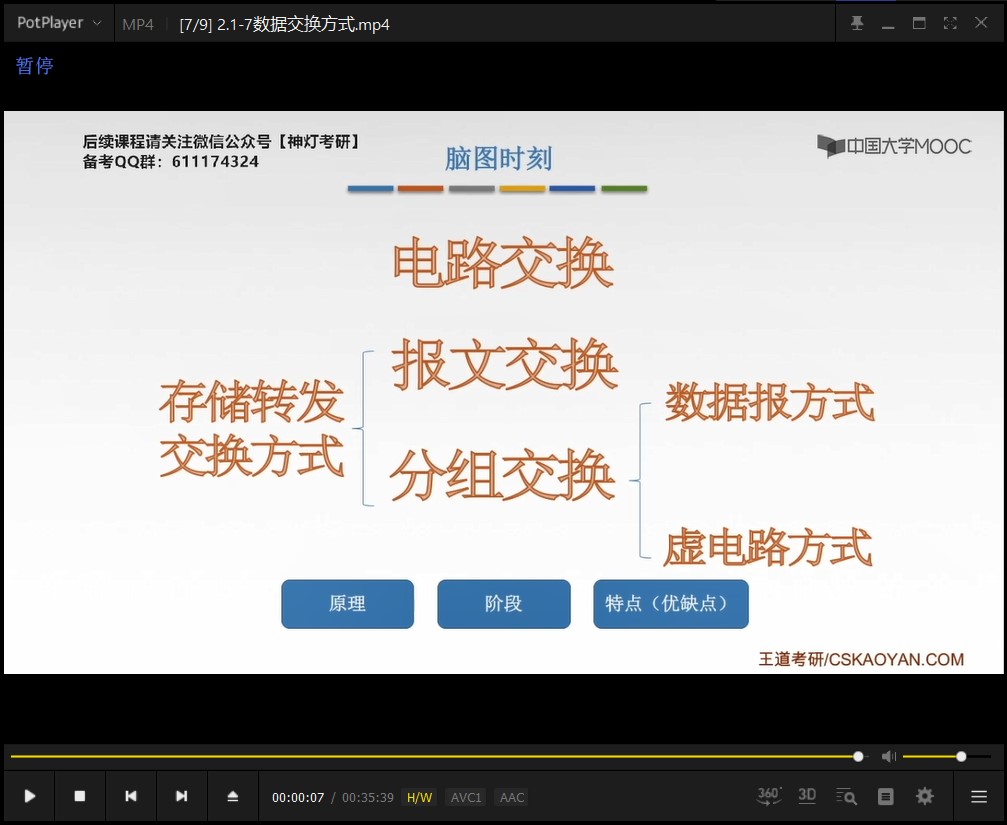 PotPlayer
MP4
[7/9] 2.1-7数据交换方式.mp4
暂停
后续课程请关注微信公众号【神灯考研】
备考QQ群：611174324
脑图时刻
中国大学MOOC
电路交换
报文交换
存储转发
交换方式
分组交换
数据报方式
虚电路方式
原理
阶段
特点（优缺点）
王道考研/CSKAOYAN.COM
00:00:07 / 00:35:39
H/W
AVC1
AAC
360°
3D